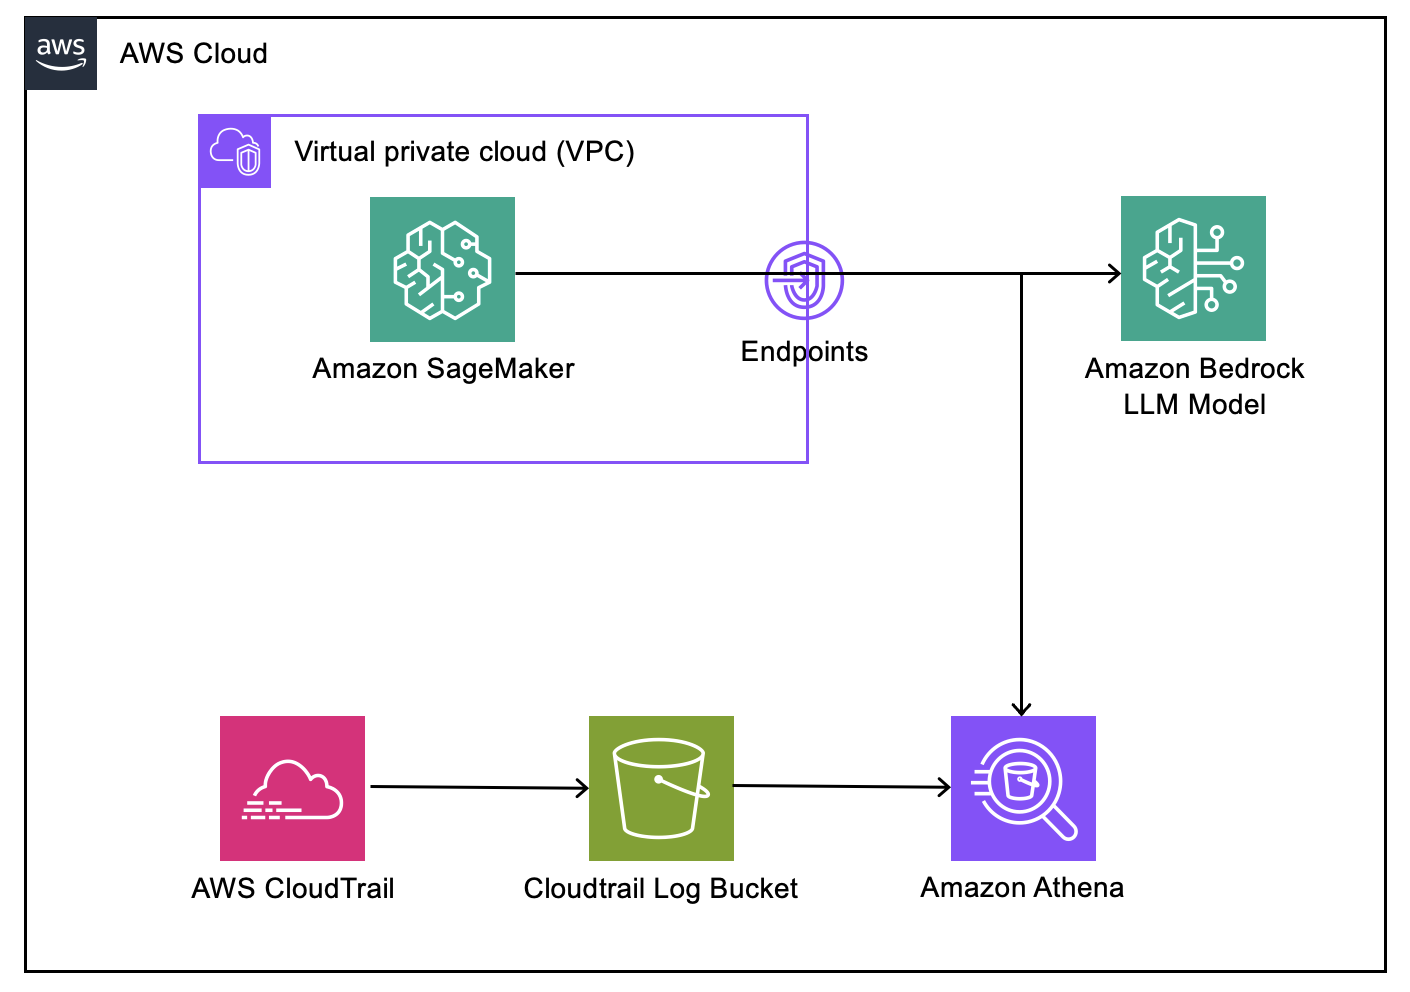 aws
AWS Cloud
Virtual private cloud (VPC)
Amazon SageMaker
Endpoints
Amazon Bedrock
LLM Model
AWS CloudTrail
Cloudtrail Log Bucket
Amazon Athena